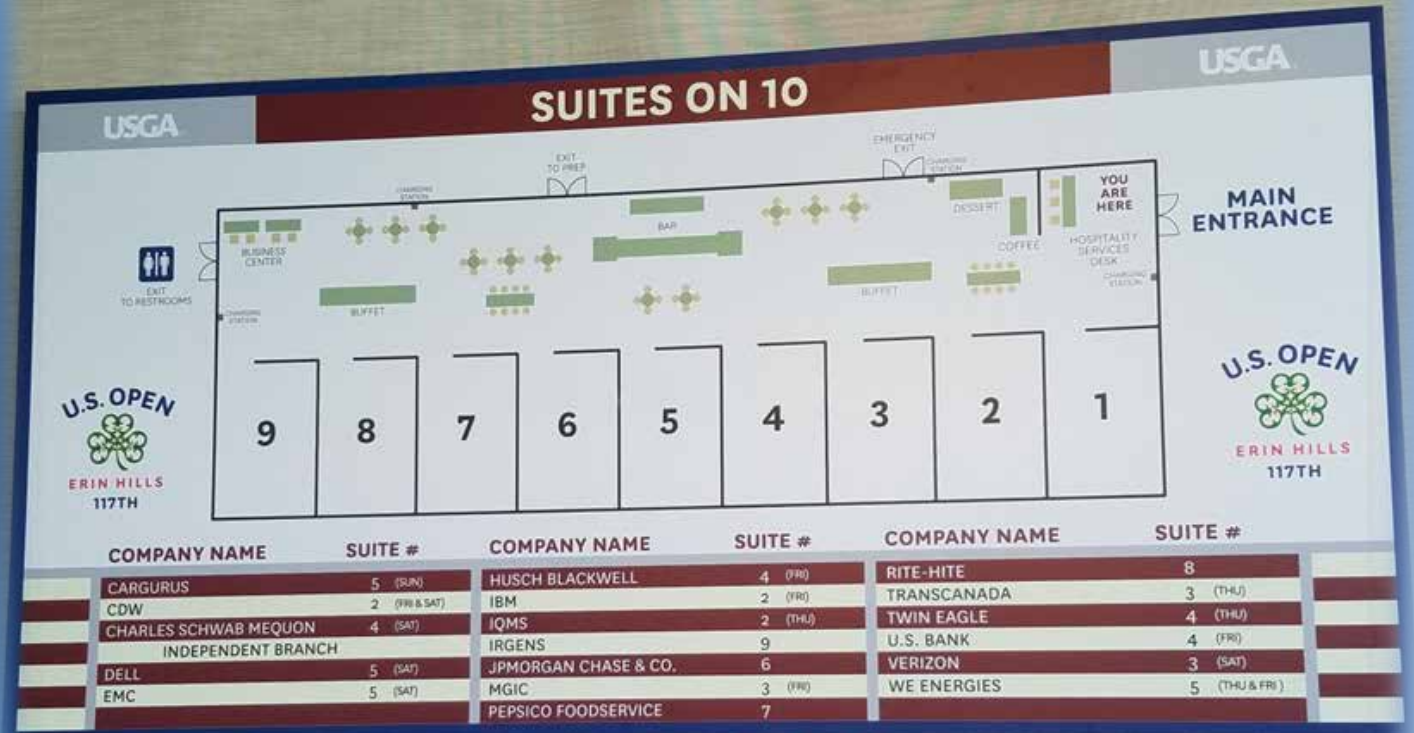 USGA
SUITES ON 10
USGA
EXIT
TO PREP
EMERGENCY
EXIT
CHARGING
STATION
CHARGING
STATION
YOU
ARE
HERE
MAIN
ENTRANCE
BAR
DESSERT
COFFEE
HOSPITALITY
SERVICES
DESK
BUSINESS
CENTER
EXIT
TO RESTROOMS
CHARGING
STATION
BUFFET
BUFFET
CHARGING
STATION
U.S. OPEN
ERIN HILLS
117TH
9
8
7
6
5
4
3
2
1
U.S. OPEN
ERIN HILLS
117TH
COMPANY NAME SUITE #
CARGURUS 5 (SUN)
CDW 2 (FRI & SAT)
CHARLES SCHWAB MEQUON 4 (SAT)
INDEPENDENT BRANCH
DELL 5 (SAT)
EMC 5 (SAT)
COMPANY NAME SUITE #
HUSCH BLACKWELL 4 (FRI)
IBM 2 (FRI)
IQMS 2 (THU)
IRGENS 9
JPMORGAN CHASE & CO. 6
MGIC 3 (FRI)
PEPSICO FOODSERVICE 7
COMPANY NAME SUITE #
RITE-HITE 8
TRANSCANADA 3 (THU)
TWIN EAGLE 4 (THU)
U.S. BANK 4 (FRI)
VERIZON 3 (SAT)
WE ENERGIES 5 (THU & FRI)